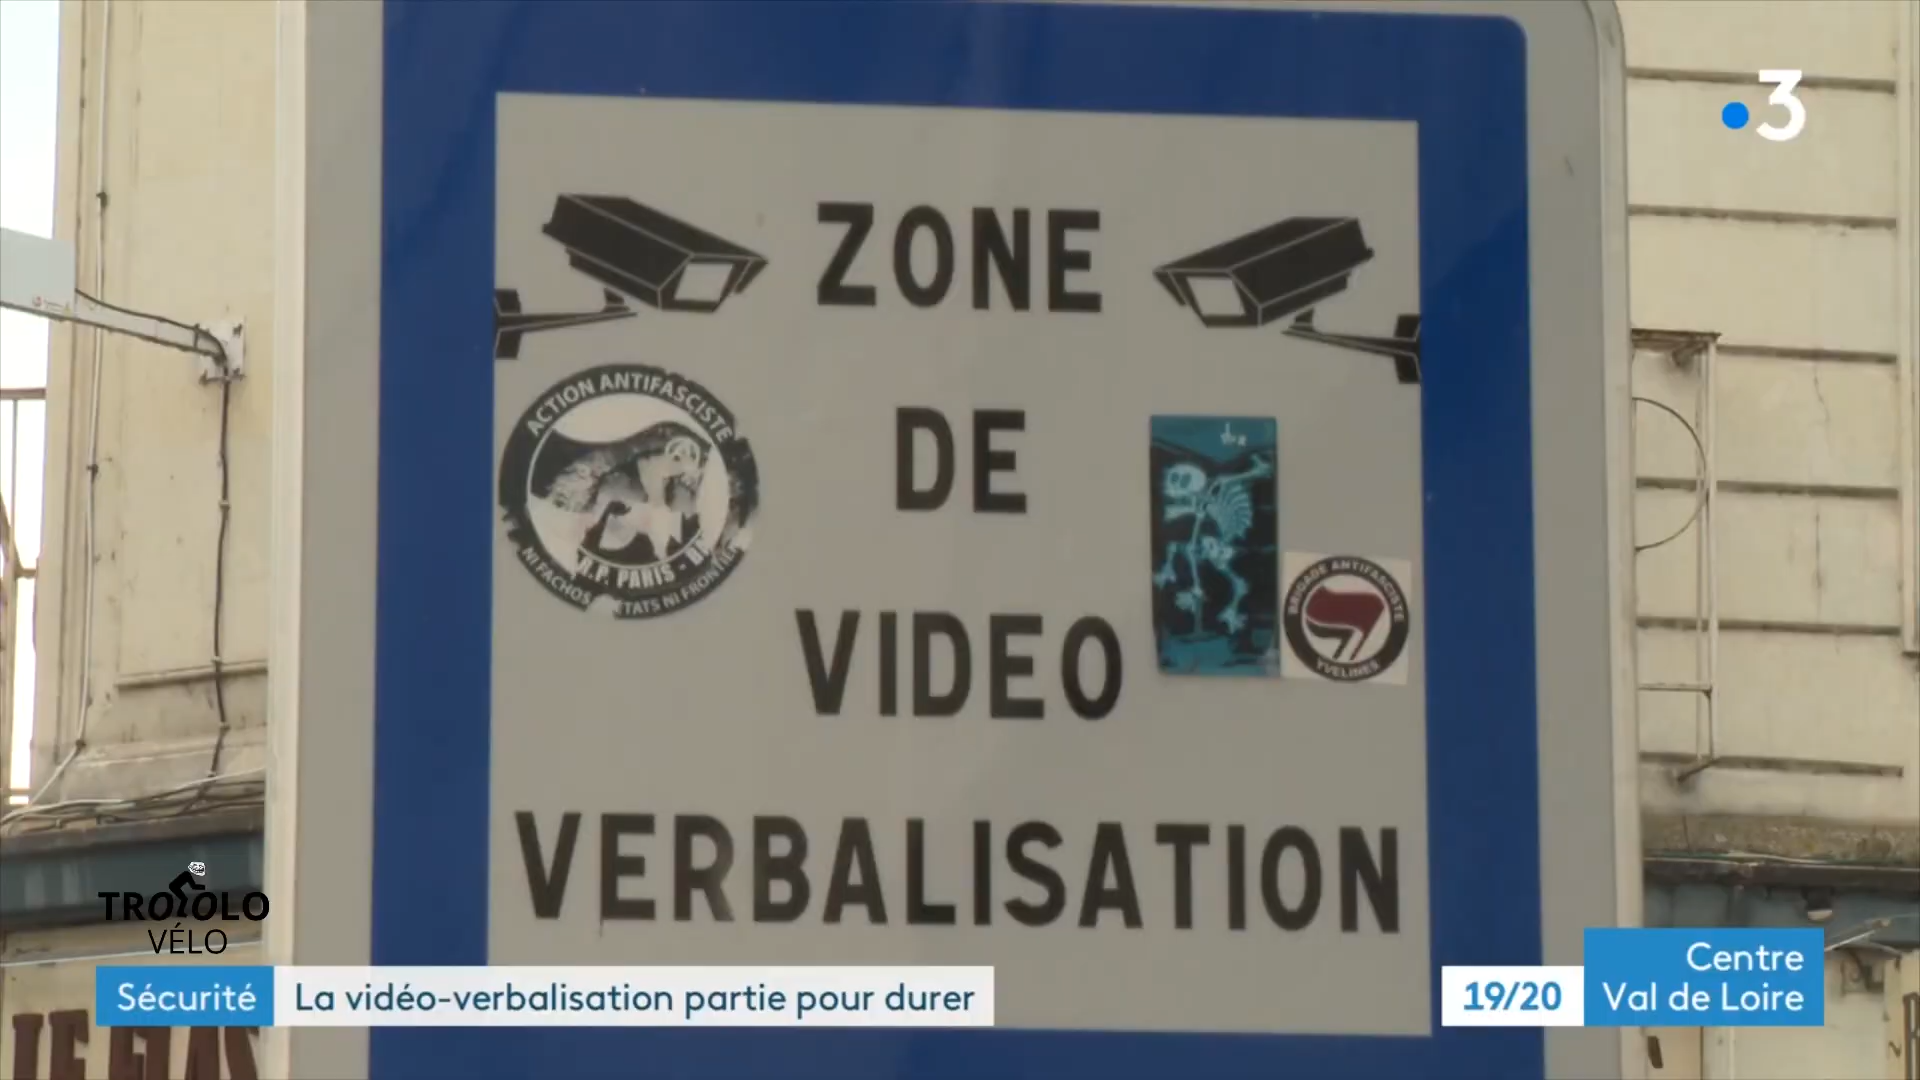 3
ZONE
DE
VIDEO
VERBALISATION
ACTION ANTIFASCISTE
R.P. PARIS -
NI FACHOS
ETATS NI
BRIGADE ANTIFASCISTE
YVELINES
TROLOLO
VÉLO
Sécurité
La vidéo-verbalisation partie pour durer
19/20
Centre
Val de Loire